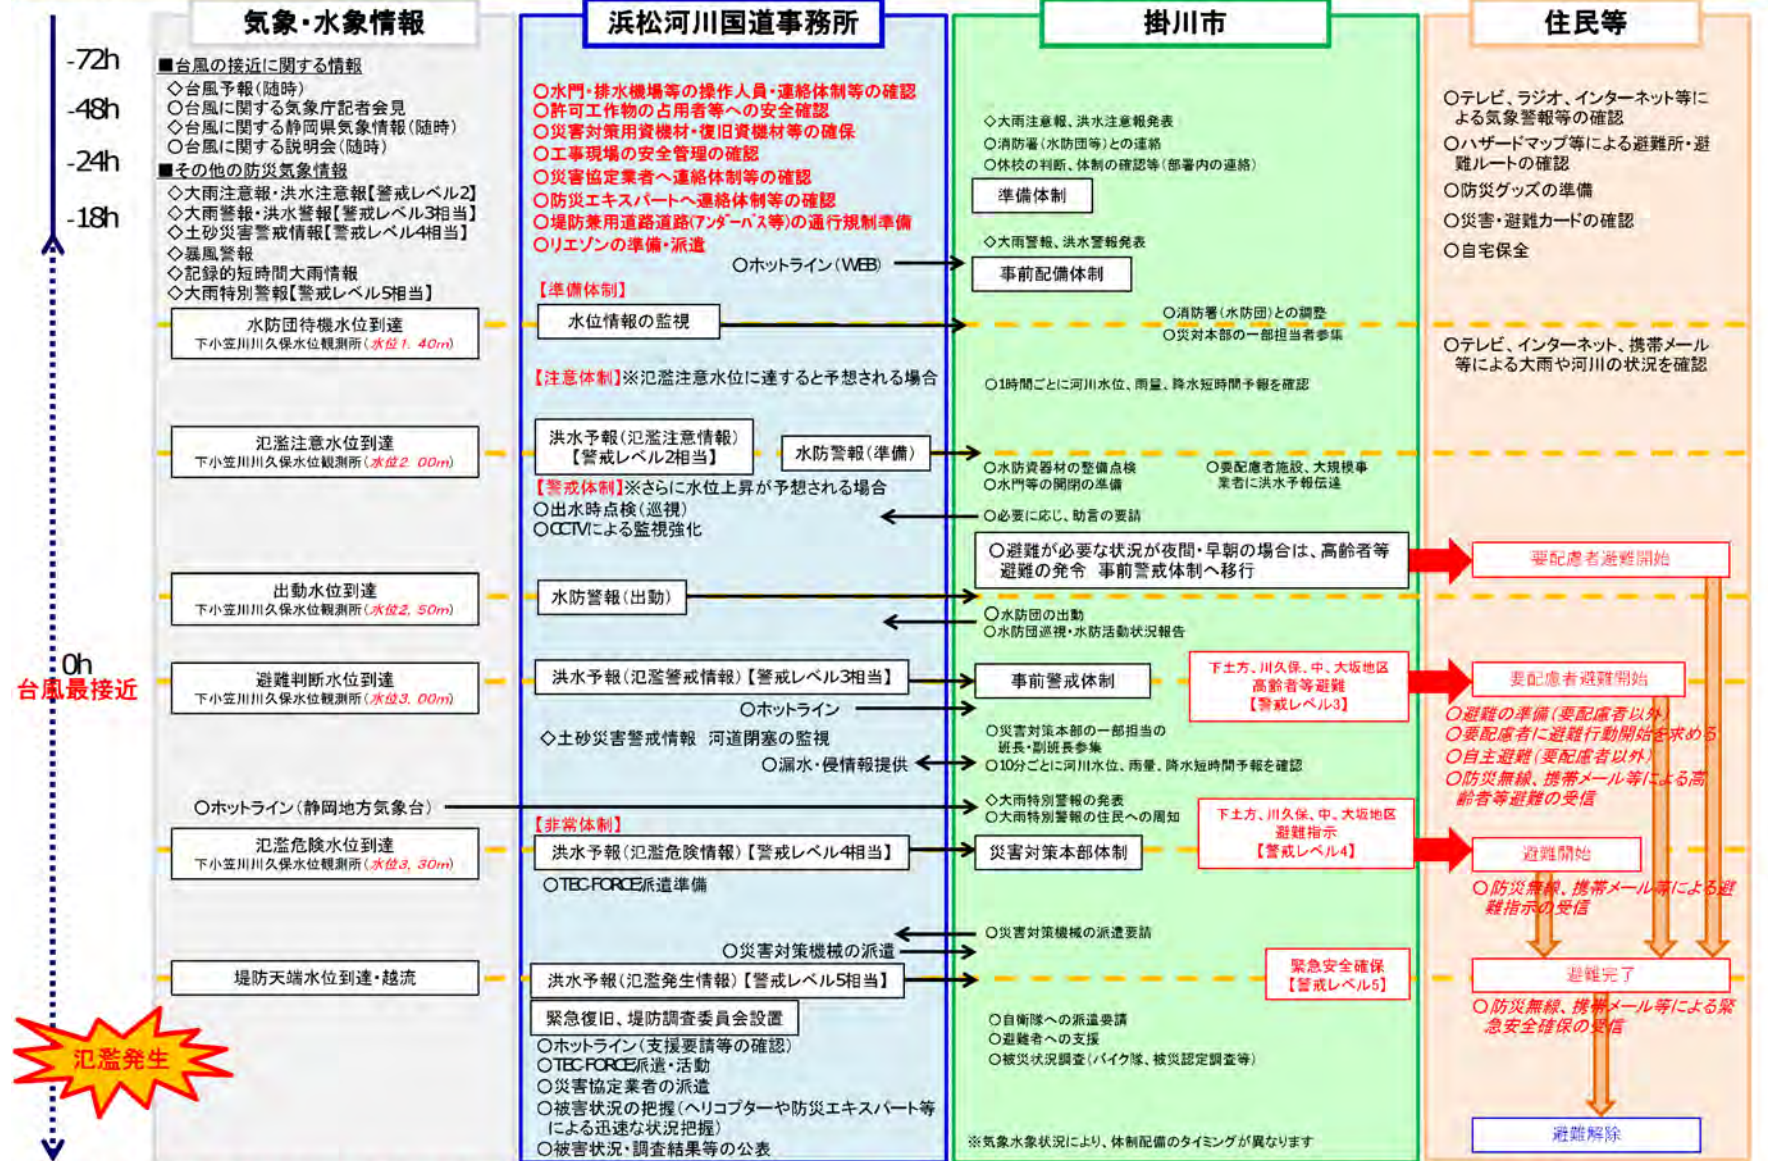 気象・水象情報
浜松河川国道事務所
掛川市
住民等
-72h
-48h
-24h
-18h
0h
台風最接近
氾濫発生
■台風の接近に関する情報
◇台風予報(随時)
○台風に関する気象庁記者会見
◇台風に関する静岡県気象情報(随時)
○台風に関する説明会(随時)
■その他の防災気象情報
◇大雨注意報・洪水注意報【警戒レベル2】
◇大雨警報・洪水警報【警戒レベル3相当】
◇土砂災害警戒情報【警戒レベル4相当】
◇暴風警報
◇記録的短時間大雨情報
◇大雨特別警報【警戒レベル5相当】
水防団待機水位到達
下小笠川川久保水位観測所(水位1.40m)
氾濫注意水位到達
下小笠川川久保水位観測所(水位2.00m)
出動水位到達
下小笠川川久保水位観測所(水位2.50m)
避難判断水位到達
下小笠川川久保水位観測所(水位3.00m)
○ホットライン(静岡地方気象台)
氾濫危険水位到達
下小笠川川久保水位観測所(水位3.30m)
堤防天端水位到達・越流
○水門・排水機場等の操作人員・連絡体制等の確認
○許可工作物の占用者等への安全確認
○災害対策用資機材・復旧資機材等の確保
○工事現場の安全管理の確認
○災害協定業者へ連絡体制等の確認
○防災エキスパートへ連絡体制等の確認
○堤防兼用道路道路(アンダーパス等)の通行規制準備
○リエゾンの準備・派遣
○ホットライン(WEB)
【準備体制】
水位情報の監視
【注意体制】※氾濫注意水位に達すると予想される場合
洪水予報(氾濫注意情報)
【警戒レベル2相当】
水防警報(準備)
【警戒体制】※さらに水位上昇が予想される場合
○出水時点検(巡視)
○CCTVによる監視強化
水防警報(出動)
洪水予報(氾濫警戒情報)【警戒レベル3相当】
○ホットライン
◇土砂災害警戒情報 河道閉塞の監視
○漏水・侵情報提供
【非常体制】
洪水予報(氾濫危険情報)【警戒レベル4相当】
○TEC-FORCE派遣準備
○災害対策機械の派遣
洪水予報(氾濫発生情報)【警戒レベル5相当】
緊急復旧、堤防調査委員会設置
○ホットライン(支援要請等の確認)
○TEC-FORCE派遣・活動
○災害協定業者の派遣
○被害状況の把握(ヘリコプターや防災エキスパート等
による迅速な状況把握)
○被害状況・調査結果等の公表
◇大雨注意報、洪水注意報発表
○消防署(水防団等)との連絡
○休校の判断、体制の確認等(部署内の連絡)
準備体制
◇大雨警報、洪水警報発表
事前配備体制
○消防署(水防団)との調整
○災対本部の一部担当者参集
○1時間ごとに河川水位、雨量、降水短時間予報を確認
○水防資器材の整備点検
○水門等の開閉の準備
○要配慮者施設、大規模事
業者に洪水予報伝達
○必要に応じ、助言の要請
○避難が必要な状況が夜間・早朝の場合は、高齢者等
避難の発令 事前警戒体制へ移行
○水防団の出動
○水防団巡視・水防活動状況報告
事前警戒体制
下土方、川久保、中、大坂地区
高齢者等避難
【警戒レベル3】
○災害対策本部の一部担当の
班長・副班長参集
○10分ごとに河川水位、雨量、降水短時間予報を確認
◇大雨特別警報の発表
○大雨特別警報の住民への周知
下土方、川久保、中、大坂地区
避難指示
【警戒レベル4】
災害対策本部体制
○災害対策機械の派遣要請
緊急安全確保
【警戒レベル5】
○自衛隊への派遣要請
○避難者への支援
○被災状況調査(バイク隊、被災認定調査等)
※気象水象状況により、体制配備のタイミングが異なります
○テレビ、ラジオ、インターネット等に
よる気象警報等の確認
○ハザードマップ等による避難所・避
難ルートの確認
○防災グッズの準備
○災害・避難カードの確認
○自宅保全
○テレビ、インターネット、携帯メール
等による大雨や河川の状況を確認
要配慮者避難開始
要配慮者避難開始
○避難の準備(要配慮者以外)
○要配慮者に避難行動開始を求める
○自主避難(要配慮者以外)
○防災無線、携帯メール等による高
齢者等避難の受信
避難開始
○防災無線、携帯メール等による避
難指示の受信
避難完了
○防災無線、携帯メール等による緊
急安全確保の受信
避難解除